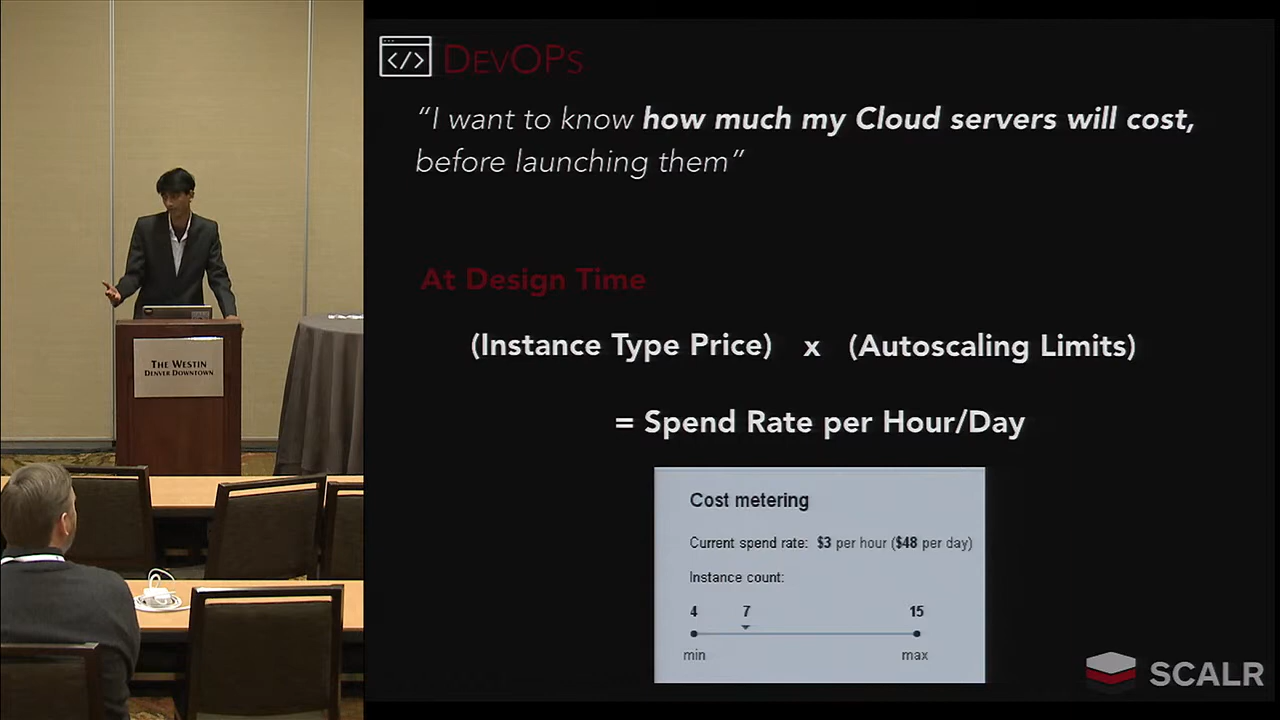 </>
DEVOPS
“I want to know how much my Cloud servers will cost,
before launching them”
At Design Time
(Instance Type Price) x (Autoscaling Limits)
= Spend Rate per Hour/Day
Cost metering
Current spend rate: $3 per hour ($48 per day)
Instance count:
4 7 15
min max
SCALR
THE WESTIN
DENVER DOWNTOWN